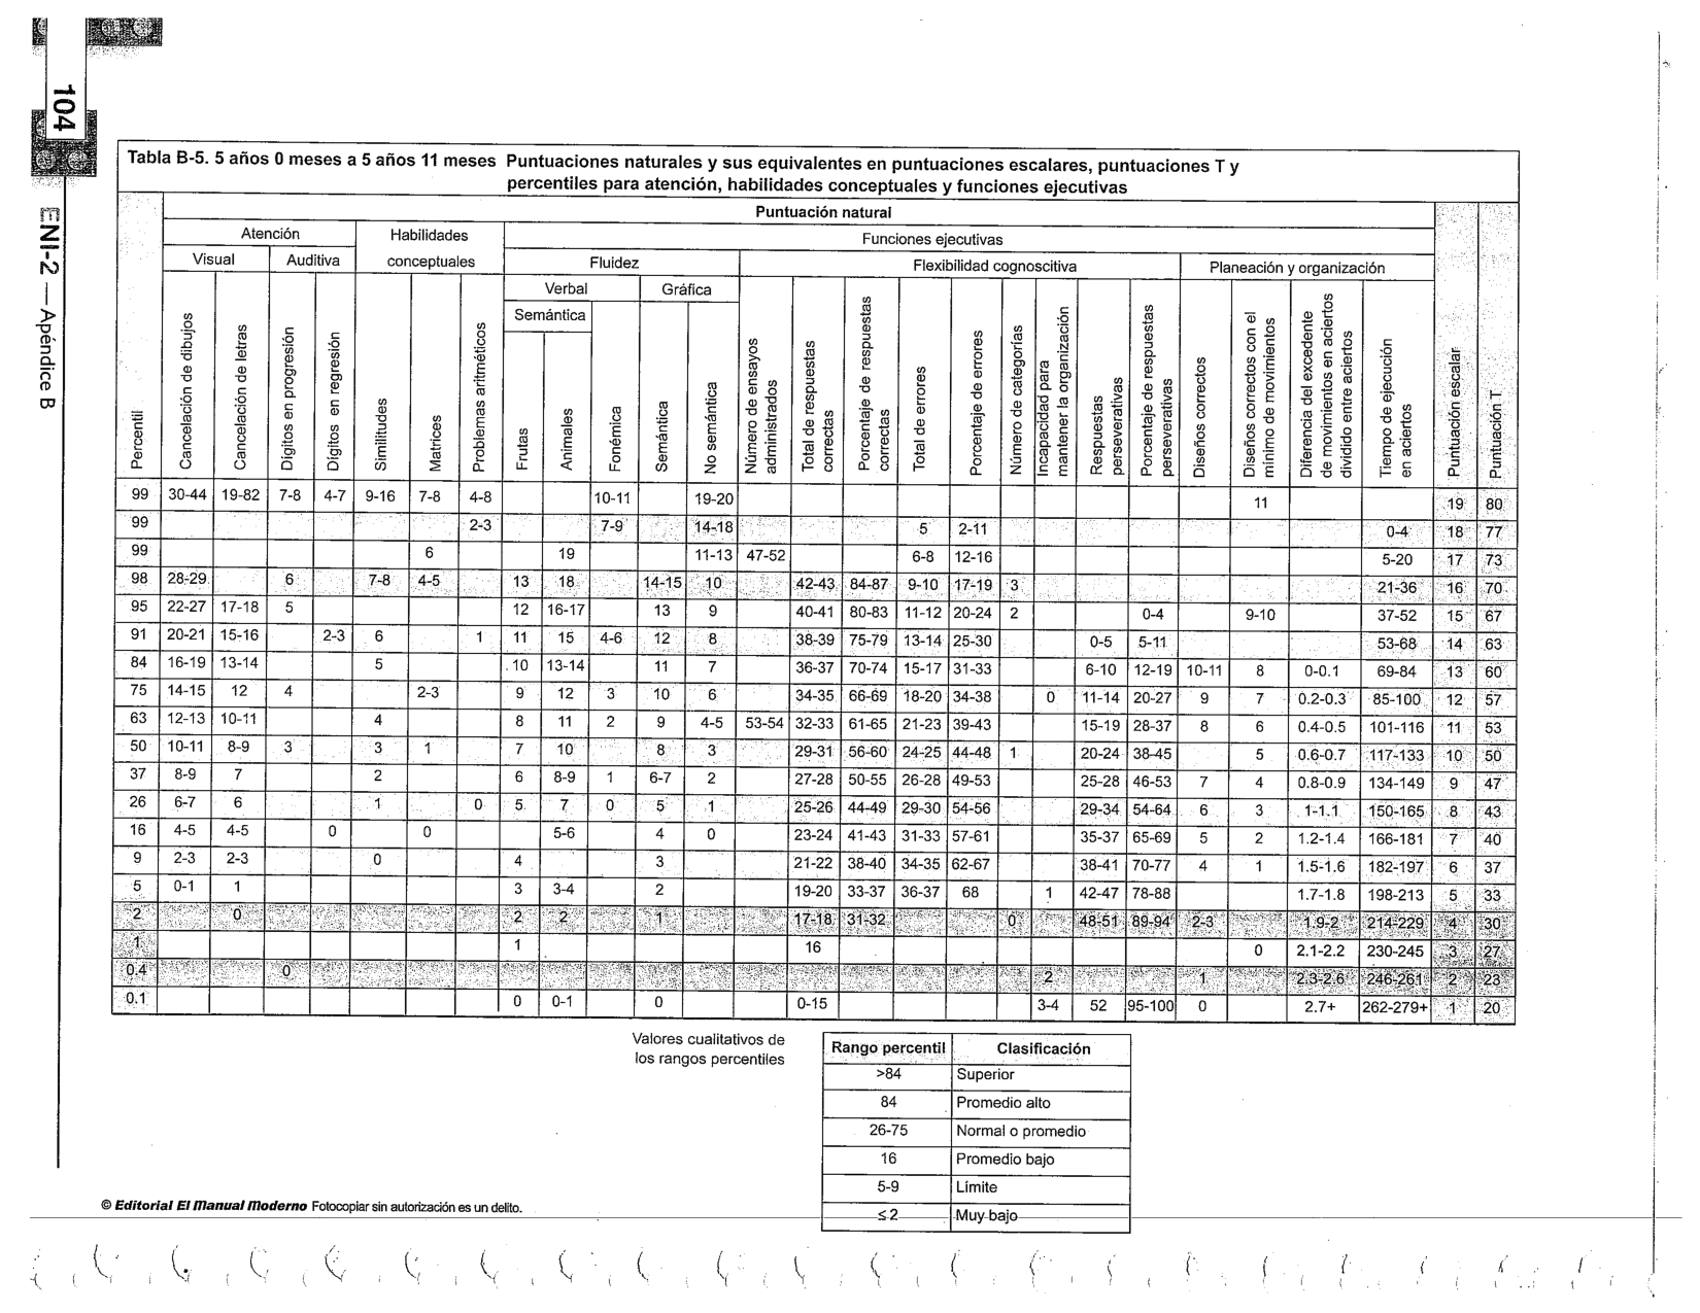 104
ENI-2 — Apéndice B
Tabla B-5. 5 años 0 meses a 5 años 11 meses Puntuaciones naturales y sus equivalentes en puntuaciones escalares, puntuaciones T y
percentiles para atención, habilidades conceptuales y funciones ejecutivas
Puntuación natural
Atención Habilidades conceptuales Funciones ejecutivas
Visual Auditiva Fluidez Flexibilidad cognoscitiva Planeación y organización
Verbal Gráfica
Semántica
Percentil
Cancelación de dibujos
Cancelación de letras
Dígitos en progresión
Dígitos en regresión
Similitudes
Matrices
Problemas aritméticos
Frutas
Animales
Fonémica
Semántica
No semántica
Número de ensayos administrados
Total de respuestas correctas
Porcentaje de respuestas correctas
Total de errores
Porcentaje de errores
Número de categorías
Incapacidad para mantener la organización
Respuestas perseverativas
Porcentaje de respuestas perseverativas
Diseños correctos
Diseños correctos con el mínimo de movimientos
Diferencia del excedente de movimientos en aciertos dividido entre aciertos
Tiempo de ejecución en aciertos
Puntuación escalar
Puntuación T
99 30-44 19-82 7-8 4-7 9-16 7-8 4-8 10-11 19-20 11 19 80
99 2-3 7-9 14-18 5 2-11 0-4 18 77
99 6 19 11-13 47-52 6-8 12-16 5-20 17 73
98 28-29 6 7-8 4-5 13 18 14-15 10 42-43 84-87 9-10 17-19 3 21-36 16 70
95 22-27 17-18 5 12 16-17 13 9 40-41 80-83 11-12 20-24 2 0-4 9-10 37-52 15 67
91 20-21 15-16 2-3 6 1 11 15 4-6 12 8 38-39 75-79 13-14 25-30 0-5 5-11 53-68 14 63
84 16-19 13-14 5 10 13-14 11 7 36-37 70-74 15-17 31-33 6-10 12-19 10-11 8 0-0.1 69-84 13 60
75 14-15 12 4 2-3 9 12 3 10 6 34-35 66-69 18-20 34-38 0 11-14 20-27 9 7 0.2-0.3 85-100 12 57
63 12-13 10-11 4 8 11 2 9 4-5 53-54 32-33 61-65 21-23 39-43 15-19 28-37 8 6 0.4-0.5 101-116 11 53
50 10-11 8-9 3 3 1 7 10 8 3 29-31 56-60 24-25 44-48 1 20-24 38-45 5 0.6-0.7 117-133 10 50
37 8-9 7 2 6 8-9 1 6-7 2 27-28 50-55 26-28 49-53 25-28 46-53 7 4 0.8-0.9 134-149 9 47
26 6-7 6 1 0 5 7 0 5 1 25-26 44-49 29-30 54-56 29-34 54-64 6 3 1-1.1 150-165 8 43
16 4-5 4-5 0 0 5-6 4 0 23-24 41-43 31-33 57-61 35-37 65-69 5 2 1.2-1.4 166-181 7 40
9 2-3 2-3 0 4 3 21-22 38-40 34-35 62-67 38-41 70-77 4 1 1.5-1.6 182-197 6 37
5 0-1 1 3 3-4 2 19-20 33-37 36-37 68 1 42-47 78-88 1.7-1.8 198-213 5 33
2 0 2 2 1 17-18 31-32 0 48-51 89-94 2-3 1.9-2 214-229 4 30
1 1 16 0 2.1-2.2 230-245 3 27
0.4 0 2 1 2.3-2.6 246-261 2 23
0.1 0 0-1 0 0-15 3-4 52 95-100 0 2.7+ 262-279+ 1 20
Valores cualitativos de
los rangos percentiles
Rango percentil Clasificación
>84 Superior
84 Promedio alto
26-75 Normal o promedio
16 Promedio bajo
5-9 Límite
≤2 Muy bajo
© Editorial El Manual Moderno Fotocopiar sin autorización es un delito.